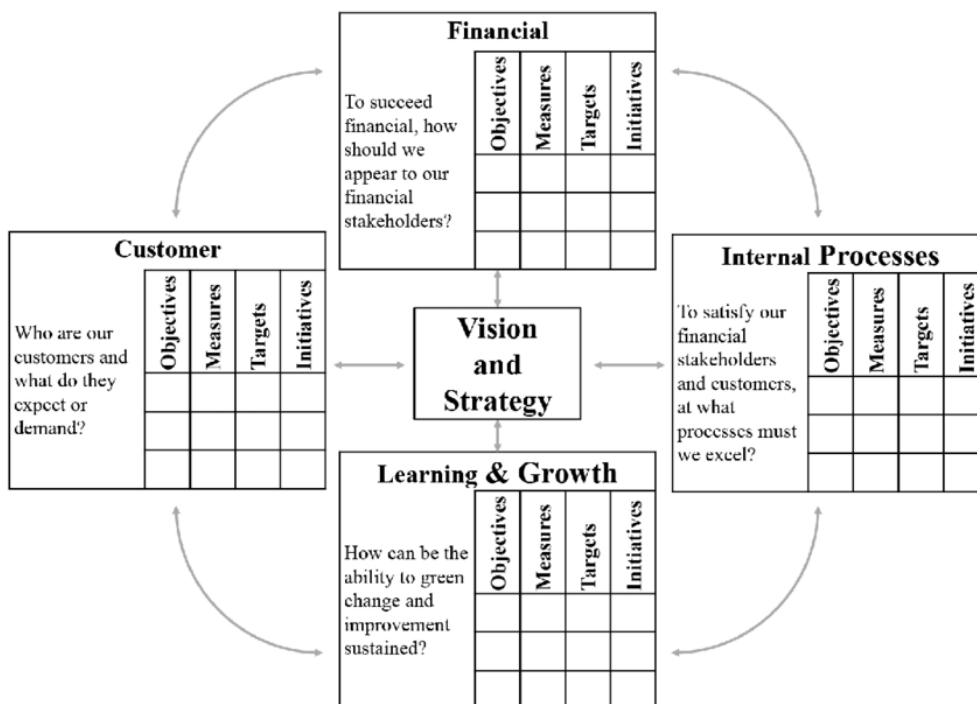 Financial
To succeed
financial, how
should we
appear to our
financial
stakeholders?
Objectives
Measures
Targets
Initiatives
Customer
Who are our
customers and
what do they
expect or
demand?
Objectives
Measures
Targets
Initiatives
Vision
and
Strategy
Internal Processes
To satisfy our
financial
stakeholders
and customers,
at what
processes must
we excel?
Objectives
Measures
Targets
Initiatives
Learning & Growth
How can be the
ability to green
change and
improvement
sustained?
Objectives
Measures
Targets
Initiatives